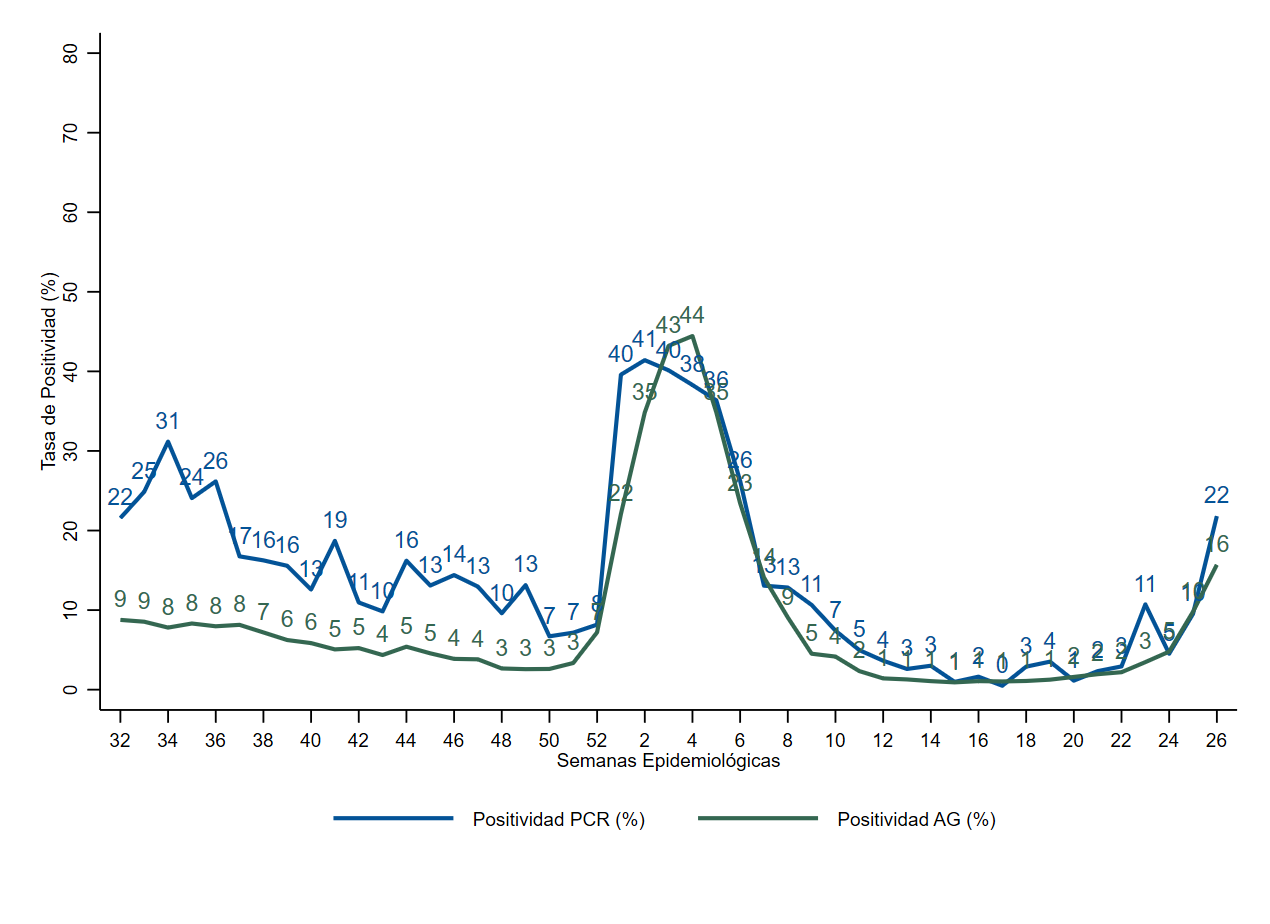 80
70
60
50
40
30
20
10
0
Tasa de Positividad (%)
22 25 31 24 26 17 16 16 13 19 11 10 16 13 14 13 10 13 7 7 8 40 41 40 38 36 26 13 13 11 7 5 4 3 3 1 2 0 3 4 1 2 3 11 5 10 22
9 9 8 8 8 8 7 6 6 5 5 4 5 5 4 4 3 3 3 3 22 35 43 44 35 23 14 9 5 4 2 1 1 1 1 1 1 1 1 2 2 2 3 5 10 16
32 34 36 38 40 42 44 46 48 50 52 2 4 6 8 10 12 14 16 18 20 22 24 26
Semanas Epidemiológicas
Positividad PCR (%) Positividad AG (%)